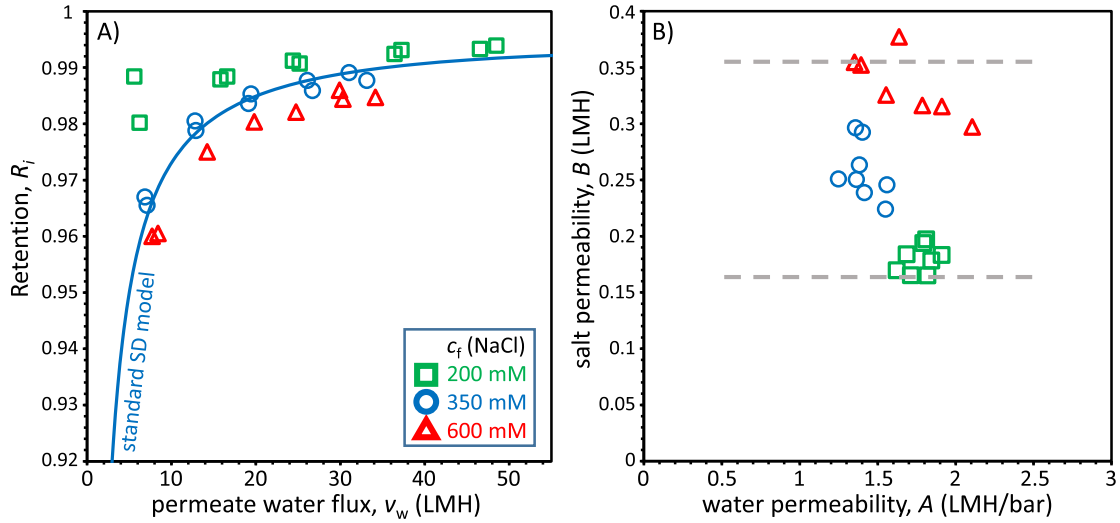 A)
1
0.99
0.98
0.97
0.96
0.95
0.94
0.93
0.92
Retention, Rᵢ
0 10 20 30 40 50
permeate water flux, v_w (LMH)
standard SD model
c_f (NaCl)
200 mM
350 mM
600 mM
B)
0.4
0.35
0.3
0.25
0.2
0.15
0.1
0.05
0
salt permeability, B (LMH)
0 0.5 1 1.5 2 2.5 3
water permeability, A (LMH/bar)